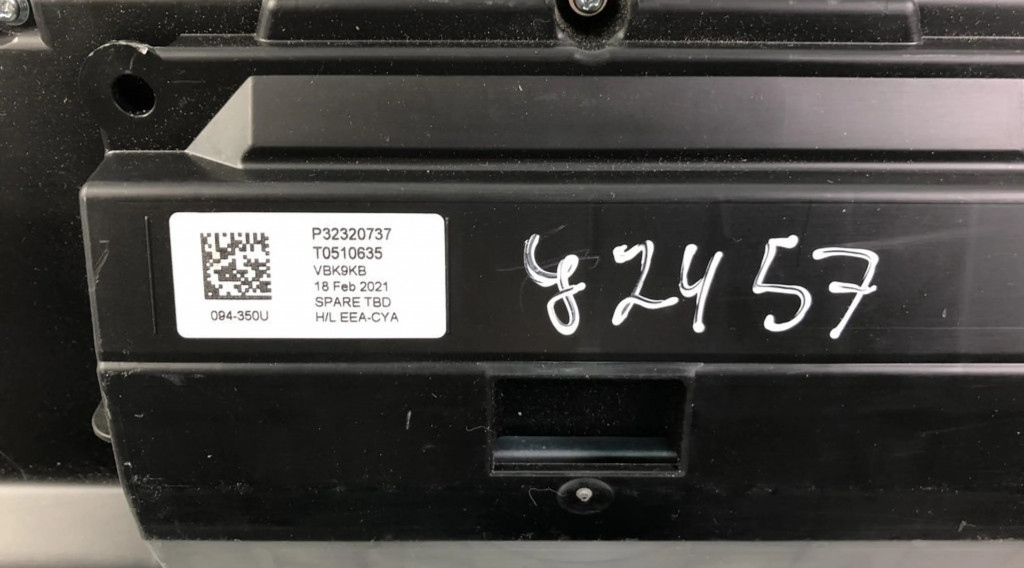 P32320737
T0510635
VBK9KB
18 Feb 2021
SPARE TBD
094-350U H/L EEA-CYA
82457